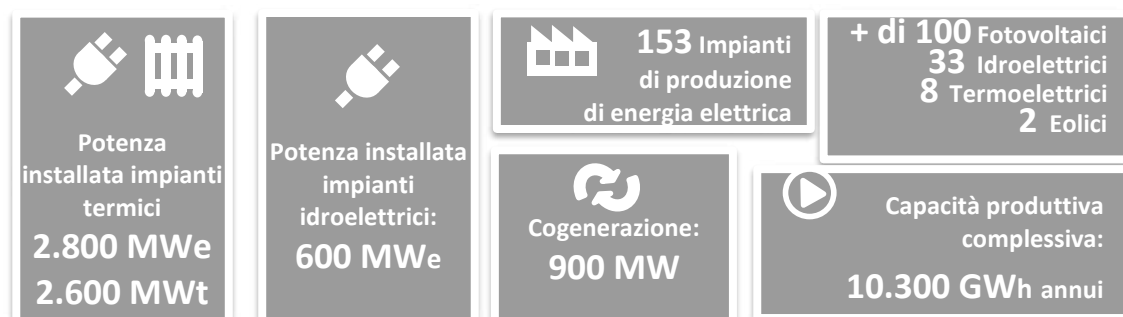 Potenza
installata impianti
termici
2.800 MWe
2.600 MWt
Potenza installata
impianti
idroelettrici:
600 MWe
153 Impianti
di produzione
di energia elettrica
Cogenerazione:
900 MW
+ di 100 Fotovoltaici
33 Idroelettrici
8 Termoelettrici
2 Eolici
Capacità produttiva
complessiva:
10.300 GWh annui